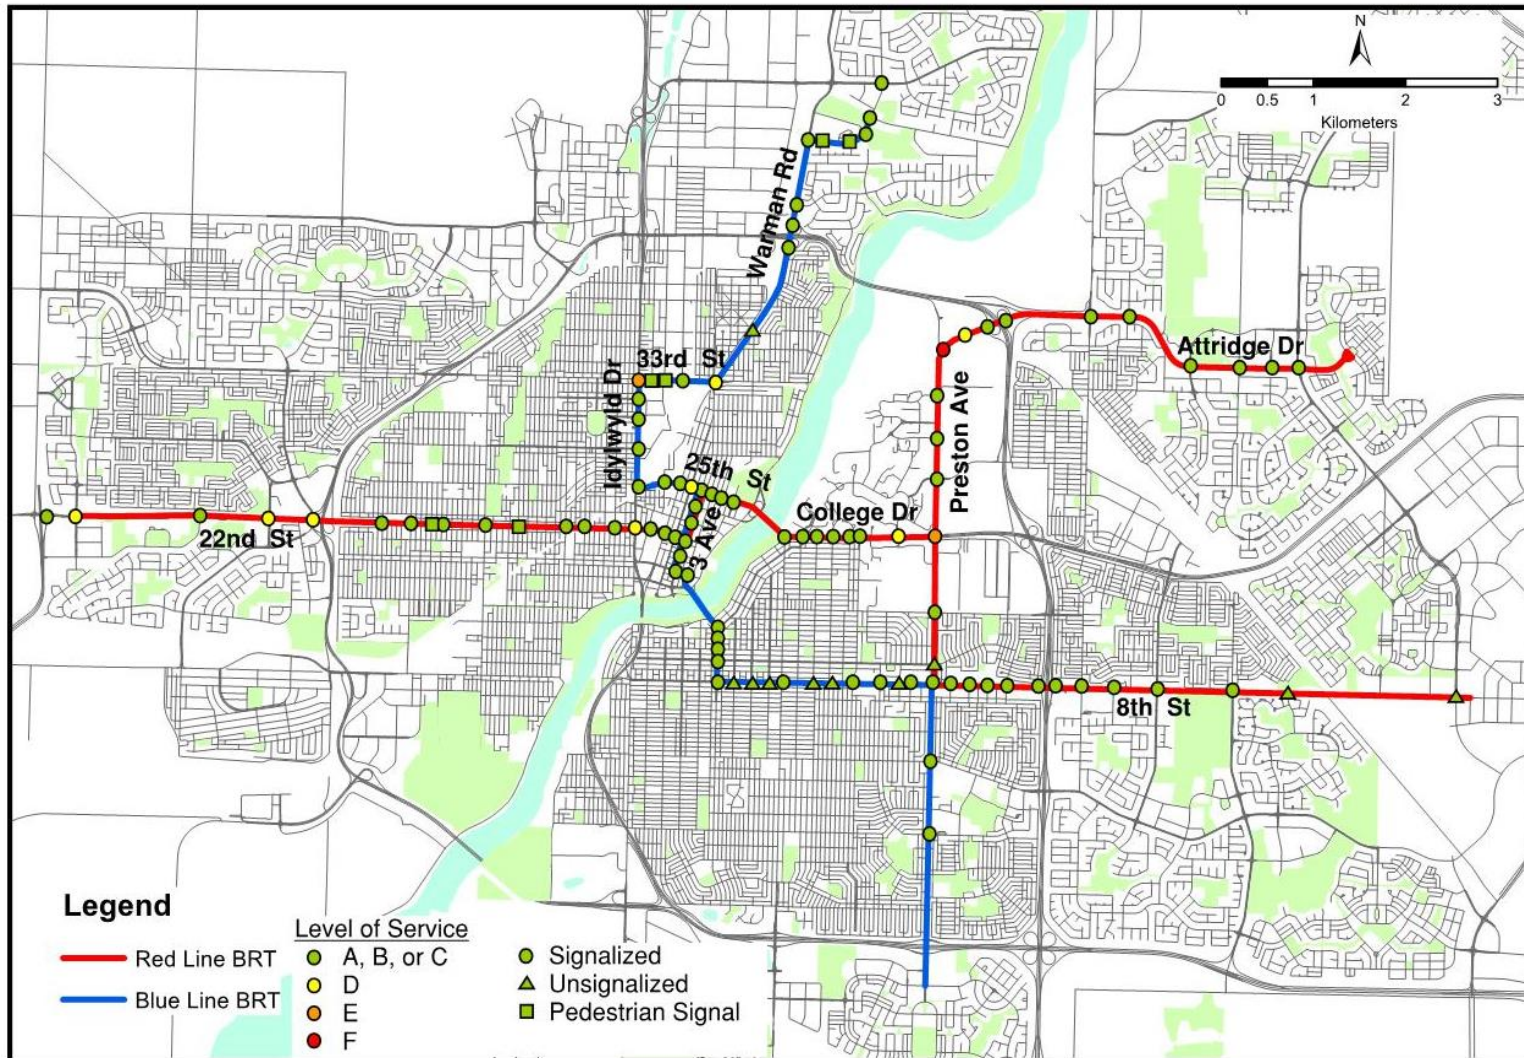 N
0 0.5 1 2 3
Kilometers
Warman Rd
33rd St
Attridge Dr
Idylwyld Dr
25th St
Preston Ave
College Dr
22nd St
3 Ave
8th St
Legend
Red Line BRT
Blue Line BRT
Level of Service
A, B, or C
D
E
F
Signalized
Unsignalized
Pedestrian Signal